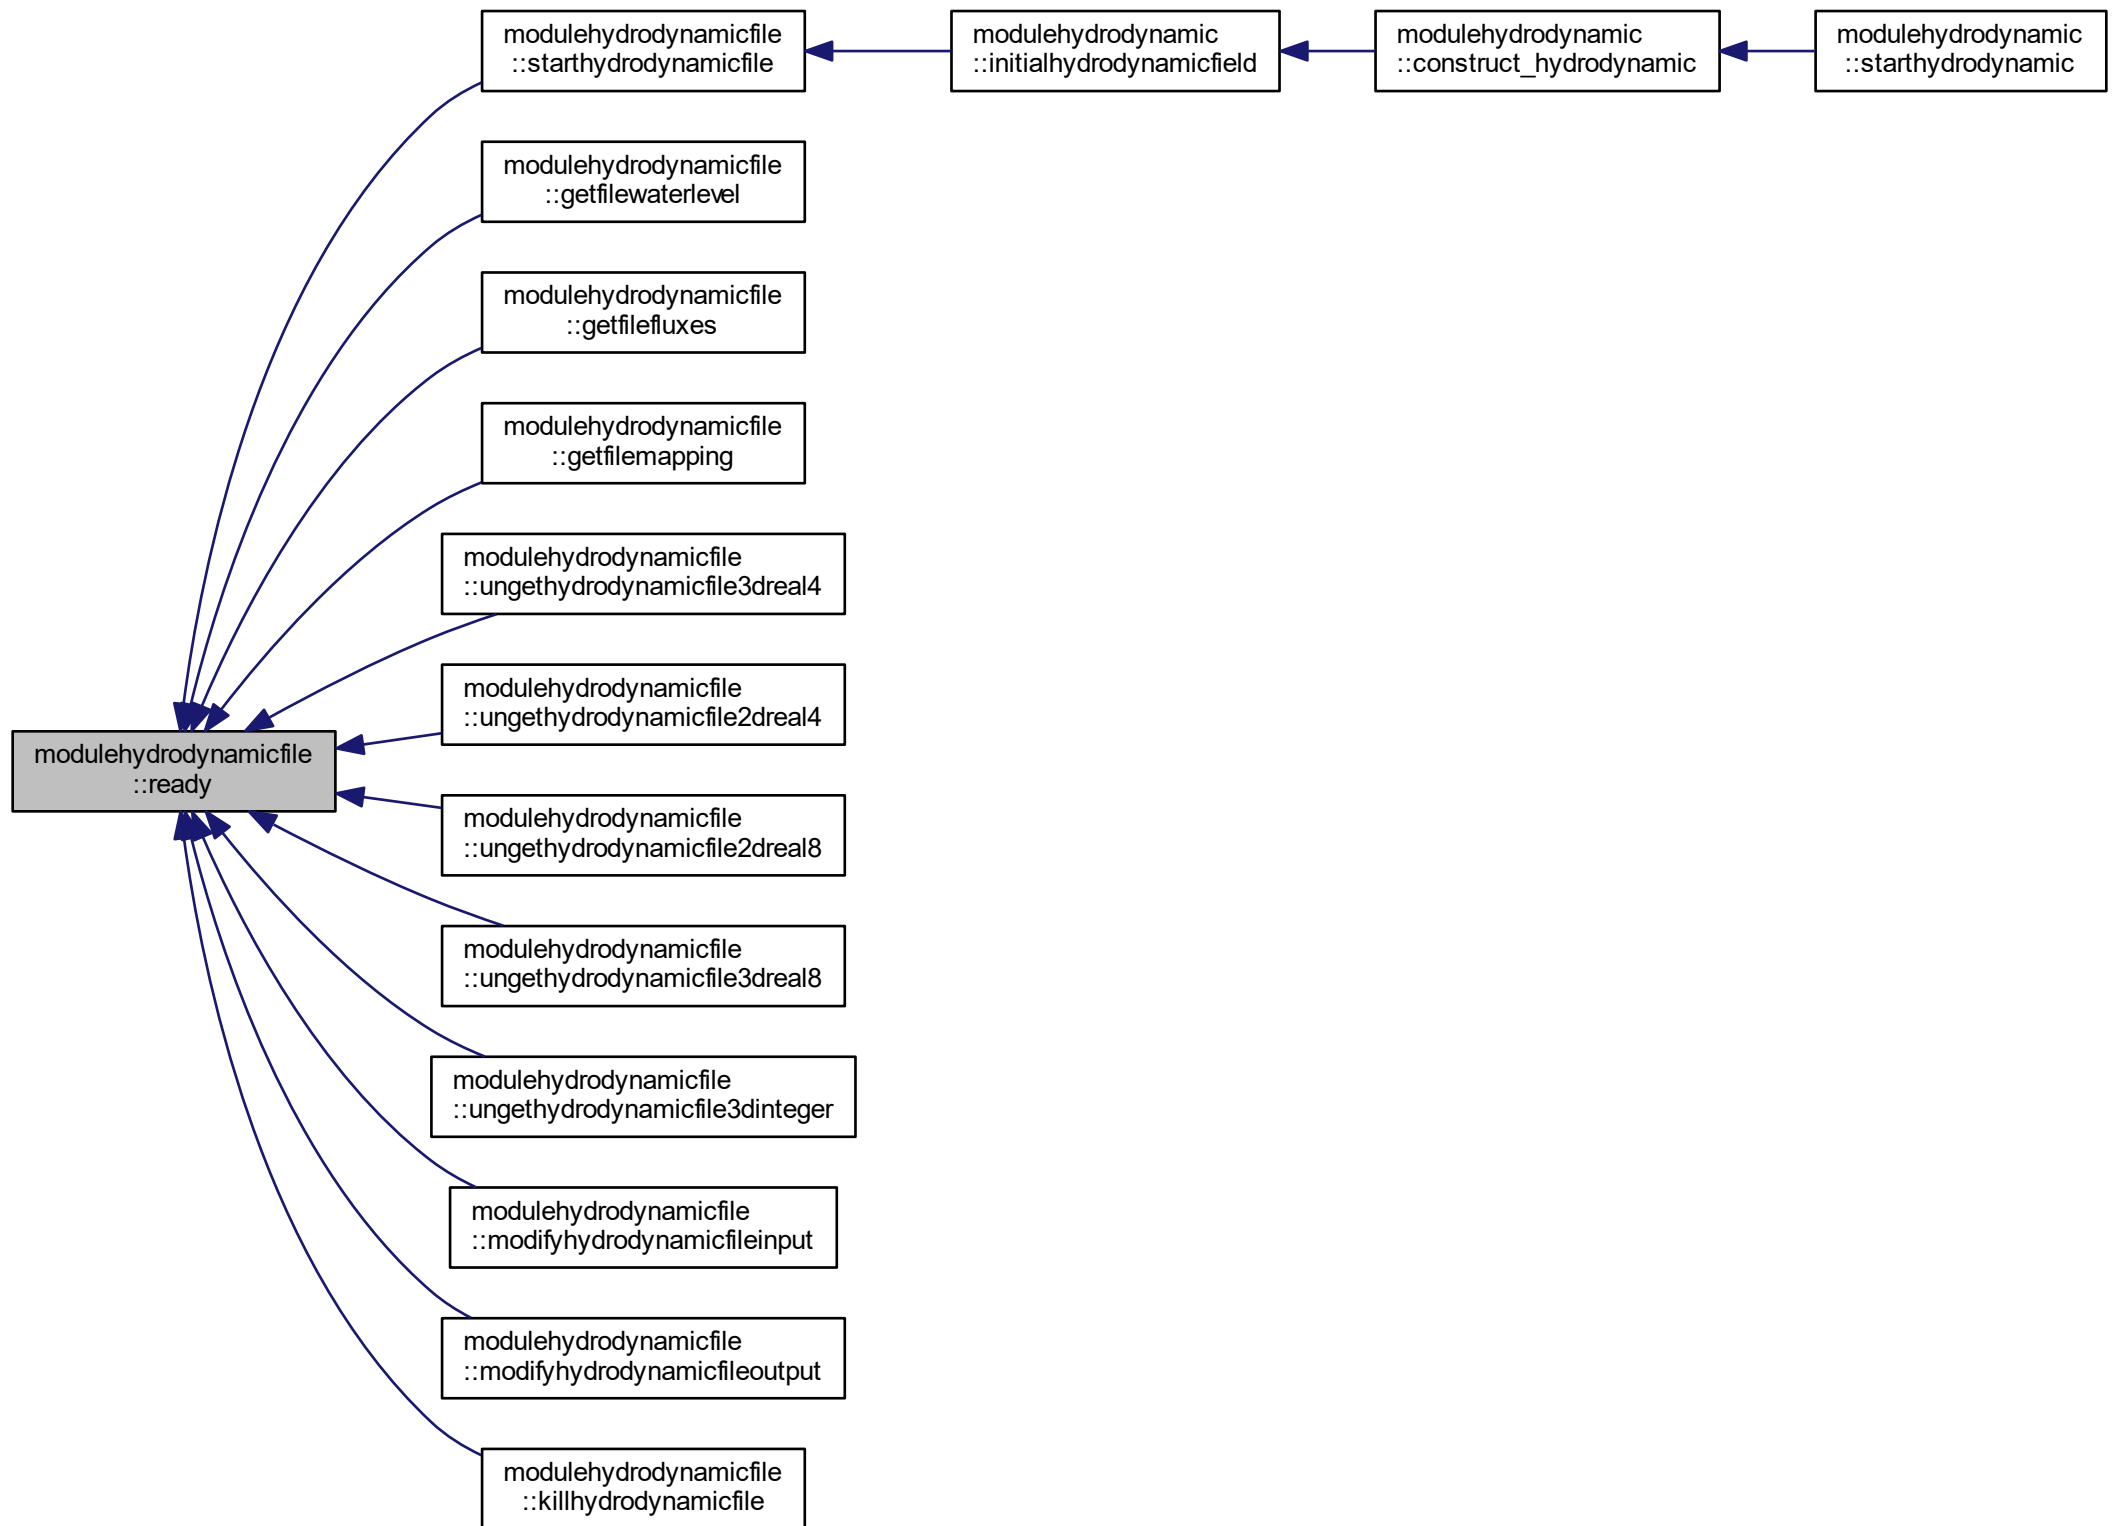 modulehydrodynamicfile
::starthydrodynamicfile
modulehydrodynamic
::initialhydrodynamicfield
modulehydrodynamic
::construct_hydrodynamic
modulehydrodynamic
::starthydrodynamic
modulehydrodynamicfile
::getfilewaterlevel
modulehydrodynamicfile
::getfilefluxes
modulehydrodynamicfile
::getfilemapping
modulehydrodynamicfile
::ungethydrodynamicfile3dreal4
modulehydrodynamicfile
::ungethydrodynamicfile2dreal4
modulehydrodynamicfile
::ready
modulehydrodynamicfile
::ungethydrodynamicfile2dreal8
modulehydrodynamicfile
::ungethydrodynamicfile3dreal8
modulehydrodynamicfile
::ungethydrodynamicfile3dinteger
modulehydrodynamicfile
::modifyhydrodynamicfileinput
modulehydrodynamicfile
::modifyhydrodynamicfileoutput
modulehydrodynamicfile
::killhydrodynamicfile